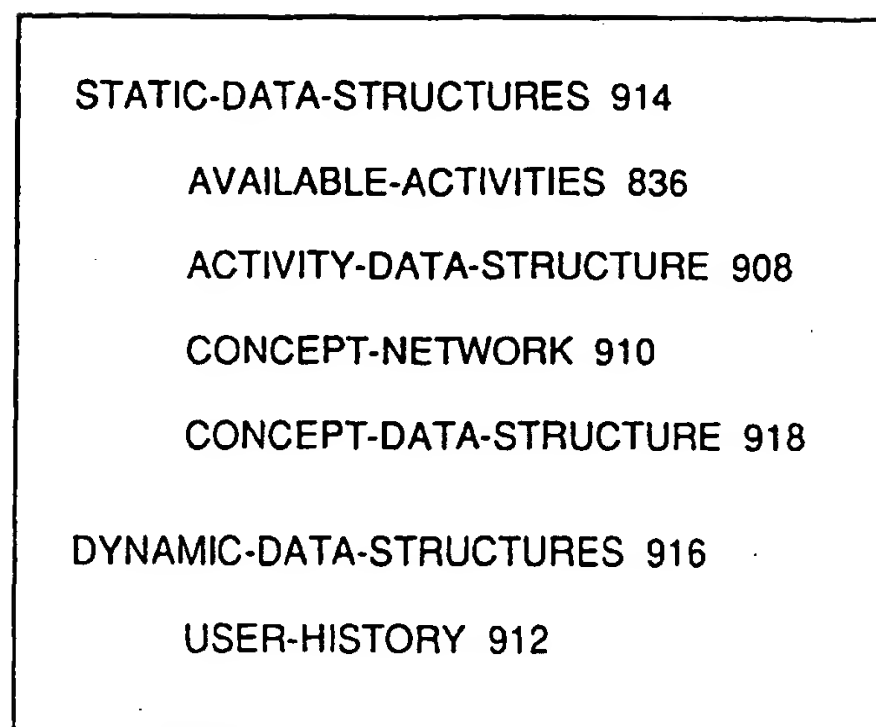 STATIC-DATA-STRUCTURES 914
AVAILABLE-ACTIVITIES 836
ACTIVITY-DATA-STRUCTURE 908
CONCEPT-NETWORK 910
CONCEPT-DATA-STRUCTURE 918
DYNAMIC-DATA-STRUCTURES 916
USER-HISTORY 912